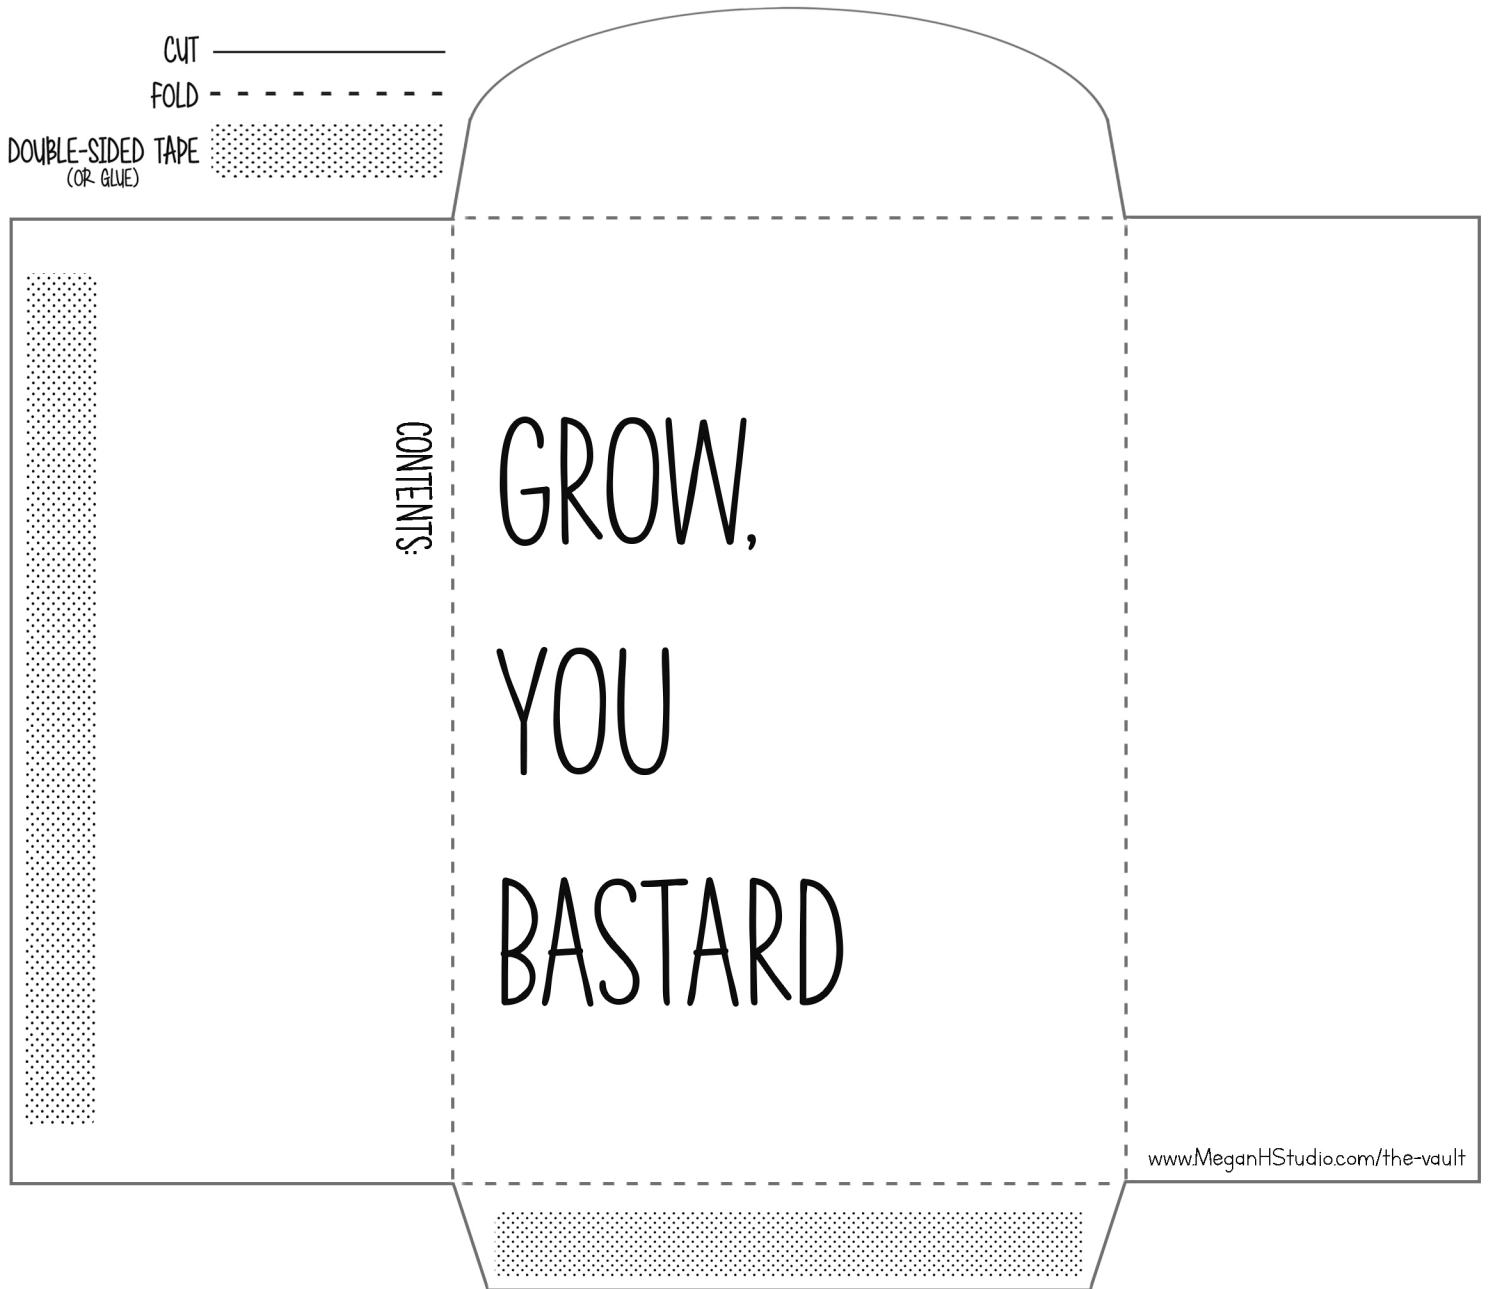 CUT
FOLD
DOUBLE-SIDED TAPE
(OR GLUE)
CONTENTS:
GROW,
YOU
BASTARD
www.MeganHStudio.com/the-vault